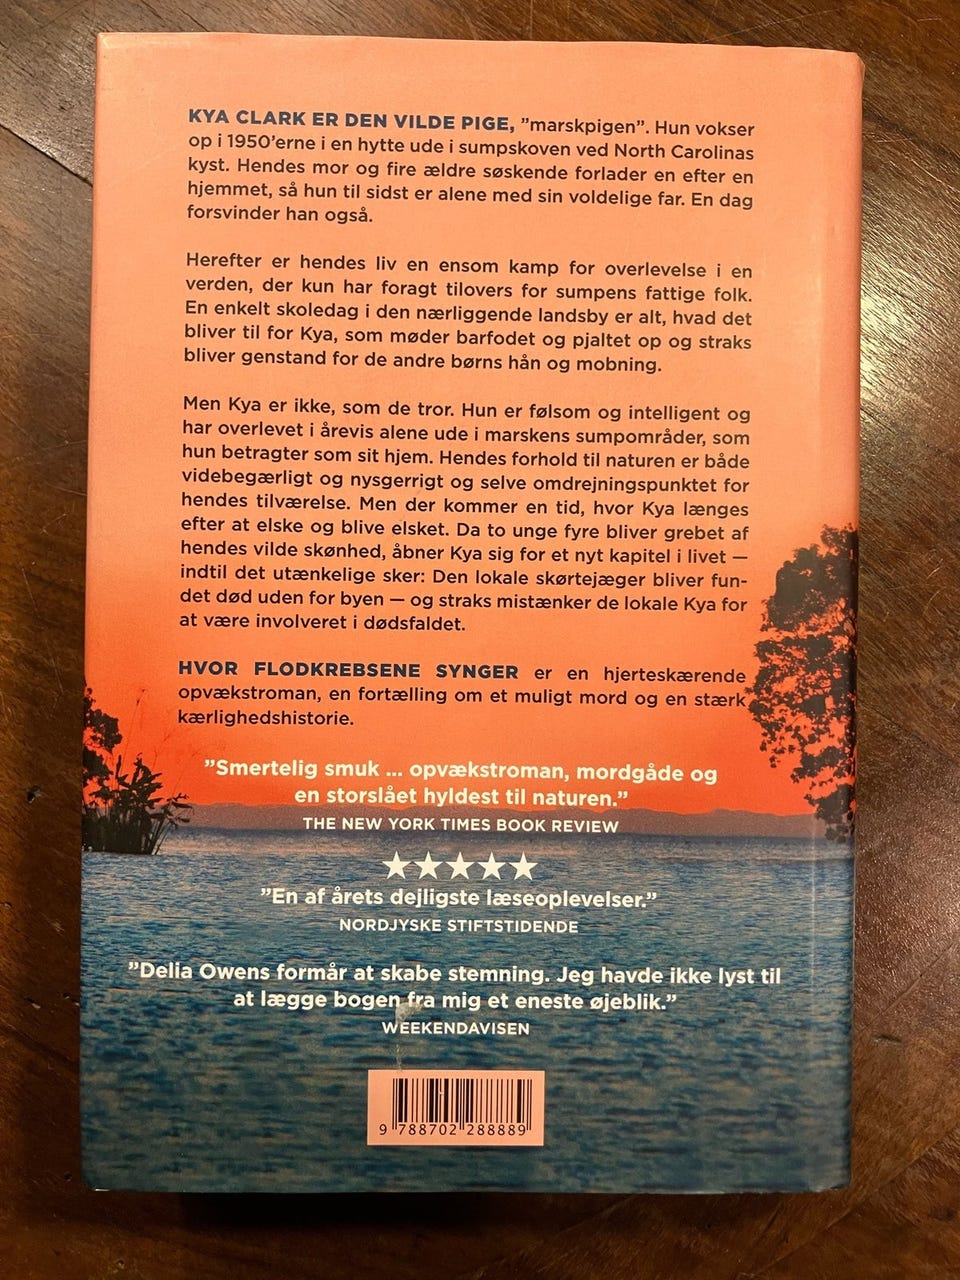 KYA CLARK ER DEN VILDE PIGE, ”marskpigen”. Hun vokser
op i 1950’erne i en hytte ude i sumpskoven ved North Carolinas
kyst. Hendes mor og fire ældre søskende forlader en efter en
hjemmet, så hun til sidst er alene med sin voldelige far. En dag
forsvinder han også.
Herefter er hendes liv en ensom kamp for overlevelse i en
verden, der kun har foragt tilovers for sumpens fattige folk.
En enkelt skoledag i den nærliggende landsby er alt, hvad det
bliver til for Kya, som møder barfodet og pjaltet op og straks
bliver genstand for de andre børns hån og mobning.
Men Kya er ikke, som de tror. Hun er følsom og intelligent og
har overlevet i årevis alene ude i marskens sumpområder, som
hun betragter som sit hjem. Hendes forhold til naturen er både
videbegærligt og nysgerrigt og selve omdrejningspunktet for
hendes tilværelse. Men der kommer en tid, hvor Kya længes
efter at elske og blive elsket. Da to unge fyre bliver grebet af
hendes vilde skønhed, åbner Kya sig for et nyt kapitel i livet —
indtil det utænkelige sker: Den lokale skørtejæger bliver fun-
det død uden for byen — og straks mistænker de lokale Kya for
at være involveret i dødsfaldet.
HVOR FLODKREBSENE SYNGER er en hjerteskærende
opvækstroman, en fortælling om et muligt mord og en stærk
kærlighedshistorie.
”Smertelig smuk ... opvækstroman, mordgåde og
en storslået hyldest til naturen.”
THE NEW YORK TIMES BOOK REVIEW
”En af årets dejligste læseoplevelser.”
NORDJYSKE STIFTSTIDENDE
”Delia Owens formår at skabe stemning. Jeg havde ikke lyst til
at lægge bogen fra mig et eneste øjeblik.”
WEEKENDAVISEN
9 788702 288889